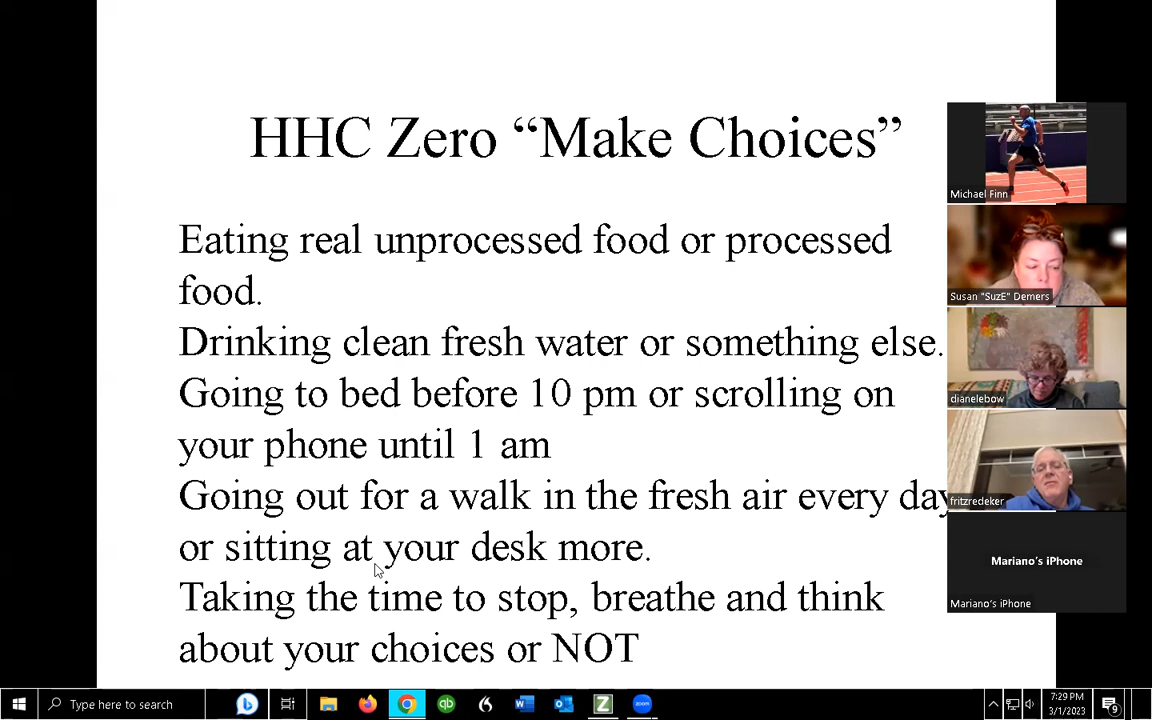 HHC Zero “Make Choices”
Eating real unprocessed food or processed
food.
Drinking clean fresh water or something else.
Going to bed before 10 pm or scrolling on
your phone until 1 am
Going out for a walk in the fresh air every day
or sitting at your desk more.
Taking the time to stop, breathe and think
about your choices or NOT
Michael Finn
Susan "SuzE" Demers
dianelebow
fritzredeker
Mariano's iPhone
Mariano's iPhone
Type here to search
7:29 PM
3/1/2023
9